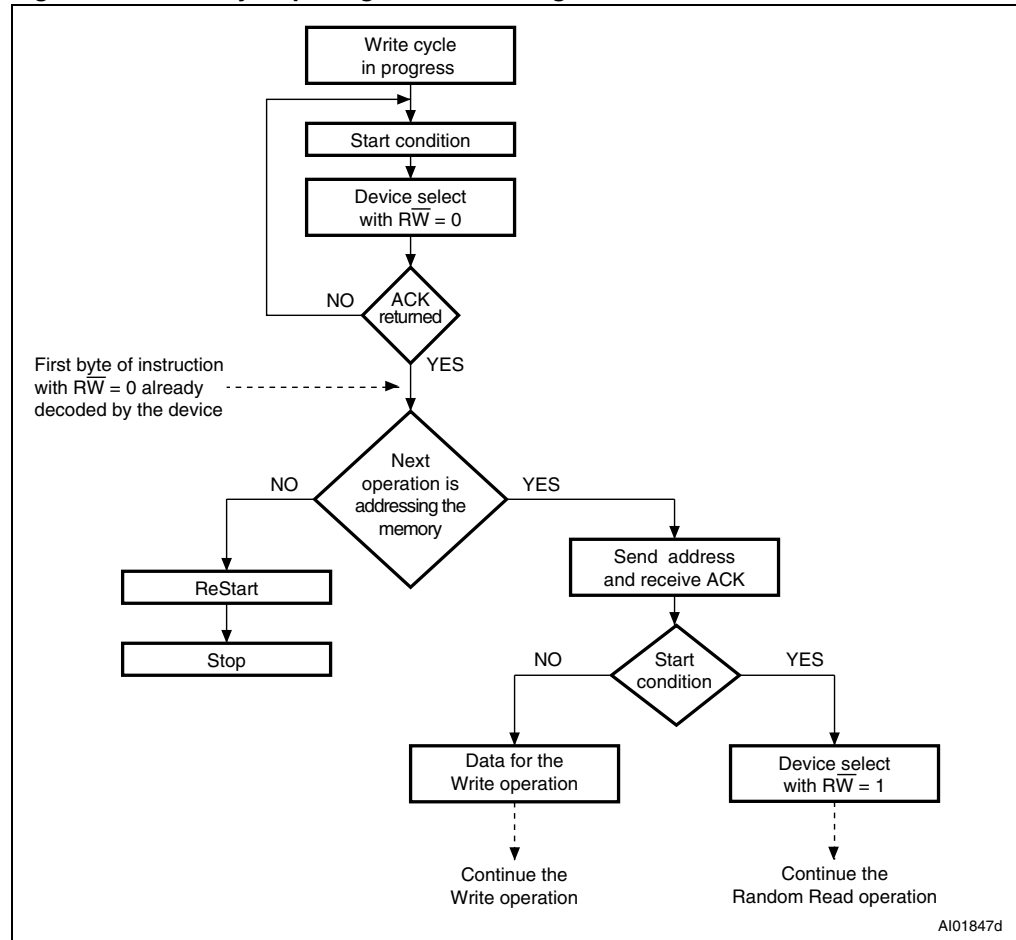 Write cycle
in progress
Start condition
Device select
with RW̅ = 0
NO
ACK
returned
YES
First byte of instruction
with RW̅ = 0 already
decoded by the device
NO
Next
operation is
addressing the
memory
YES
Send address
and receive ACK
ReStart
Stop
NO
Start
condition
YES
Data for the
Write operation
Device select
with RW̅ = 1
Continue the
Write operation
Continue the
Random Read operation
AI01847d